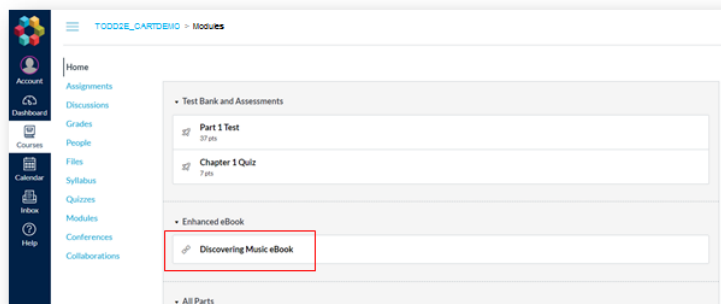 TODD2E_CARTDEMO > Modules
Account
Dashboard
Courses
Calendar
Inbox
Help
Home
Assignments
Discussions
Grades
People
Files
Syllabus
Quizzes
Modules
Conferences
Collaborations
Test Bank and Assessments
Part 1 Test
37 pts
Chapter 1 Quiz
7 pts
Enhanced eBook
Discovering Music eBook
All Parts